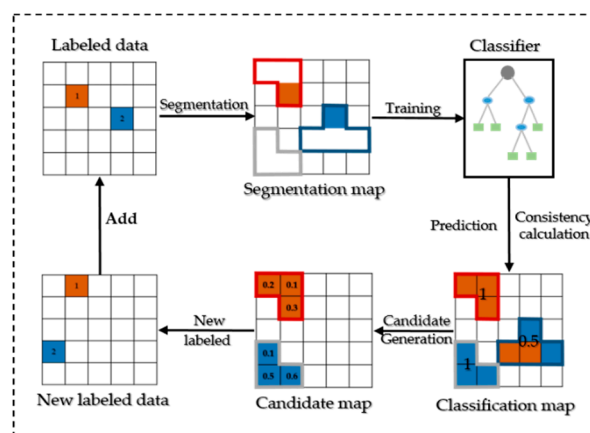 Labeled data
Classifier
1
2
Segmentation
Training
Segmentation map
Add
Prediction
Consistency
calculation
1
2
New
labeled
0.2 0.1
0.3
0.1
0.5 0.6
Candidate
Generation
1
0.5
1
New labeled data
Candidate map
Classification map